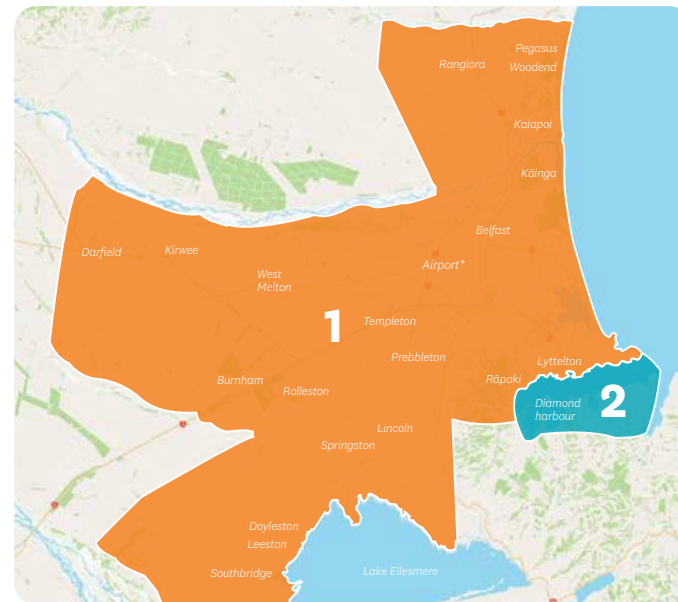 Pegasus
Rangiora
Woodend
Kaiapoi
Kāinga
Belfast
Darfield
Kirwee
Airport*
West
Melton
1
Templeton
Prebbleton
Lyttelton
Rāpaki
Burnham
Rolleston
Diamond
harbour
2
Lincoln
Springston
Doyleston
Leeston
Southbridge
Lake Ellesmere